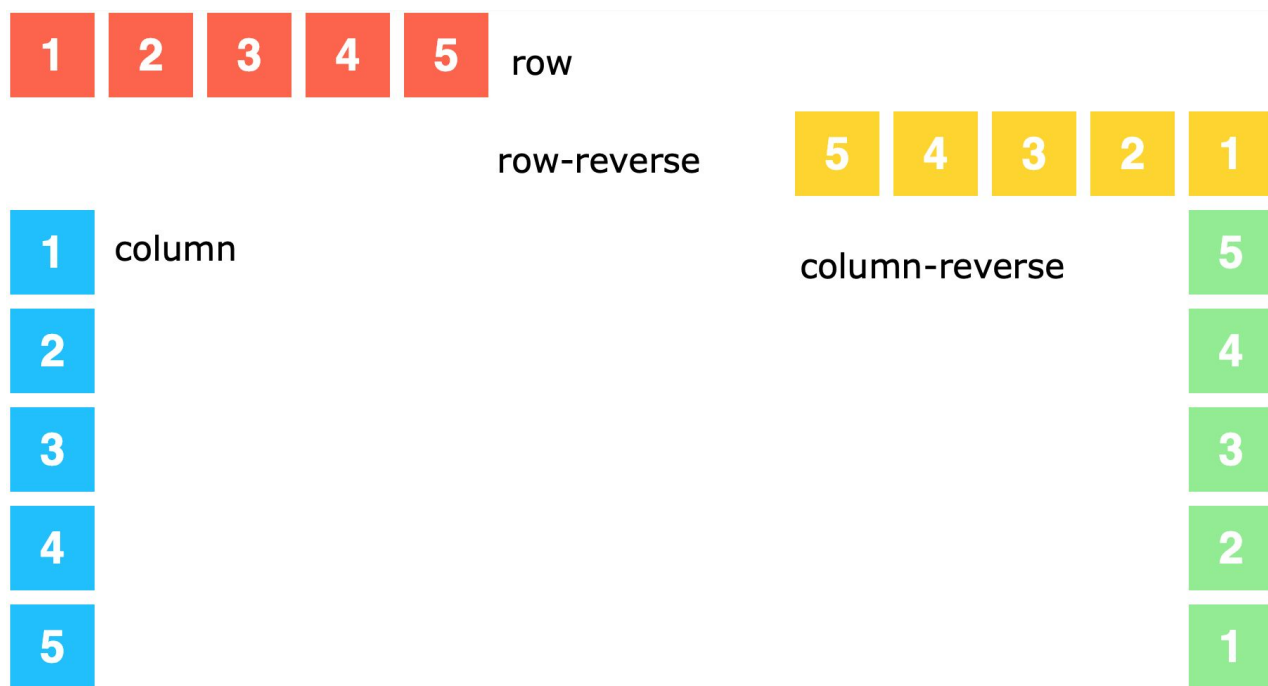 1 2 3 4 5 row
row-reverse 5 4 3 2 1
1 column column-reverse 5
2 4
3 3
4 2
5 1